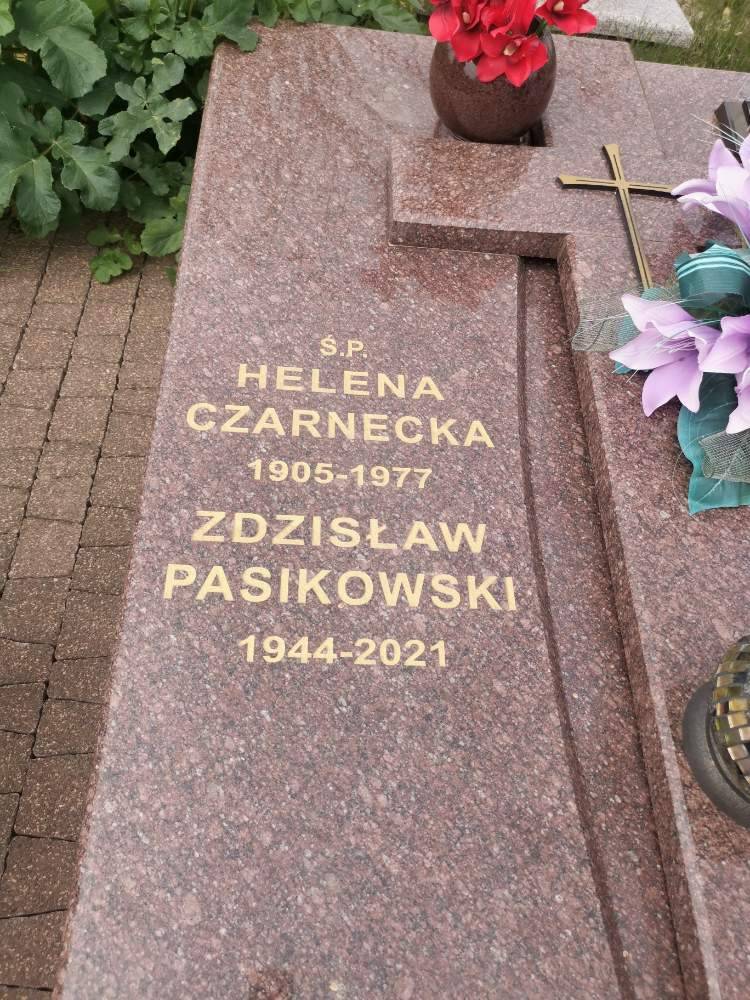 Ś.P.
HELENA
CZARNECKA
1905-1977
ZDZISŁAW
PASIKOWSKI
1944-2021